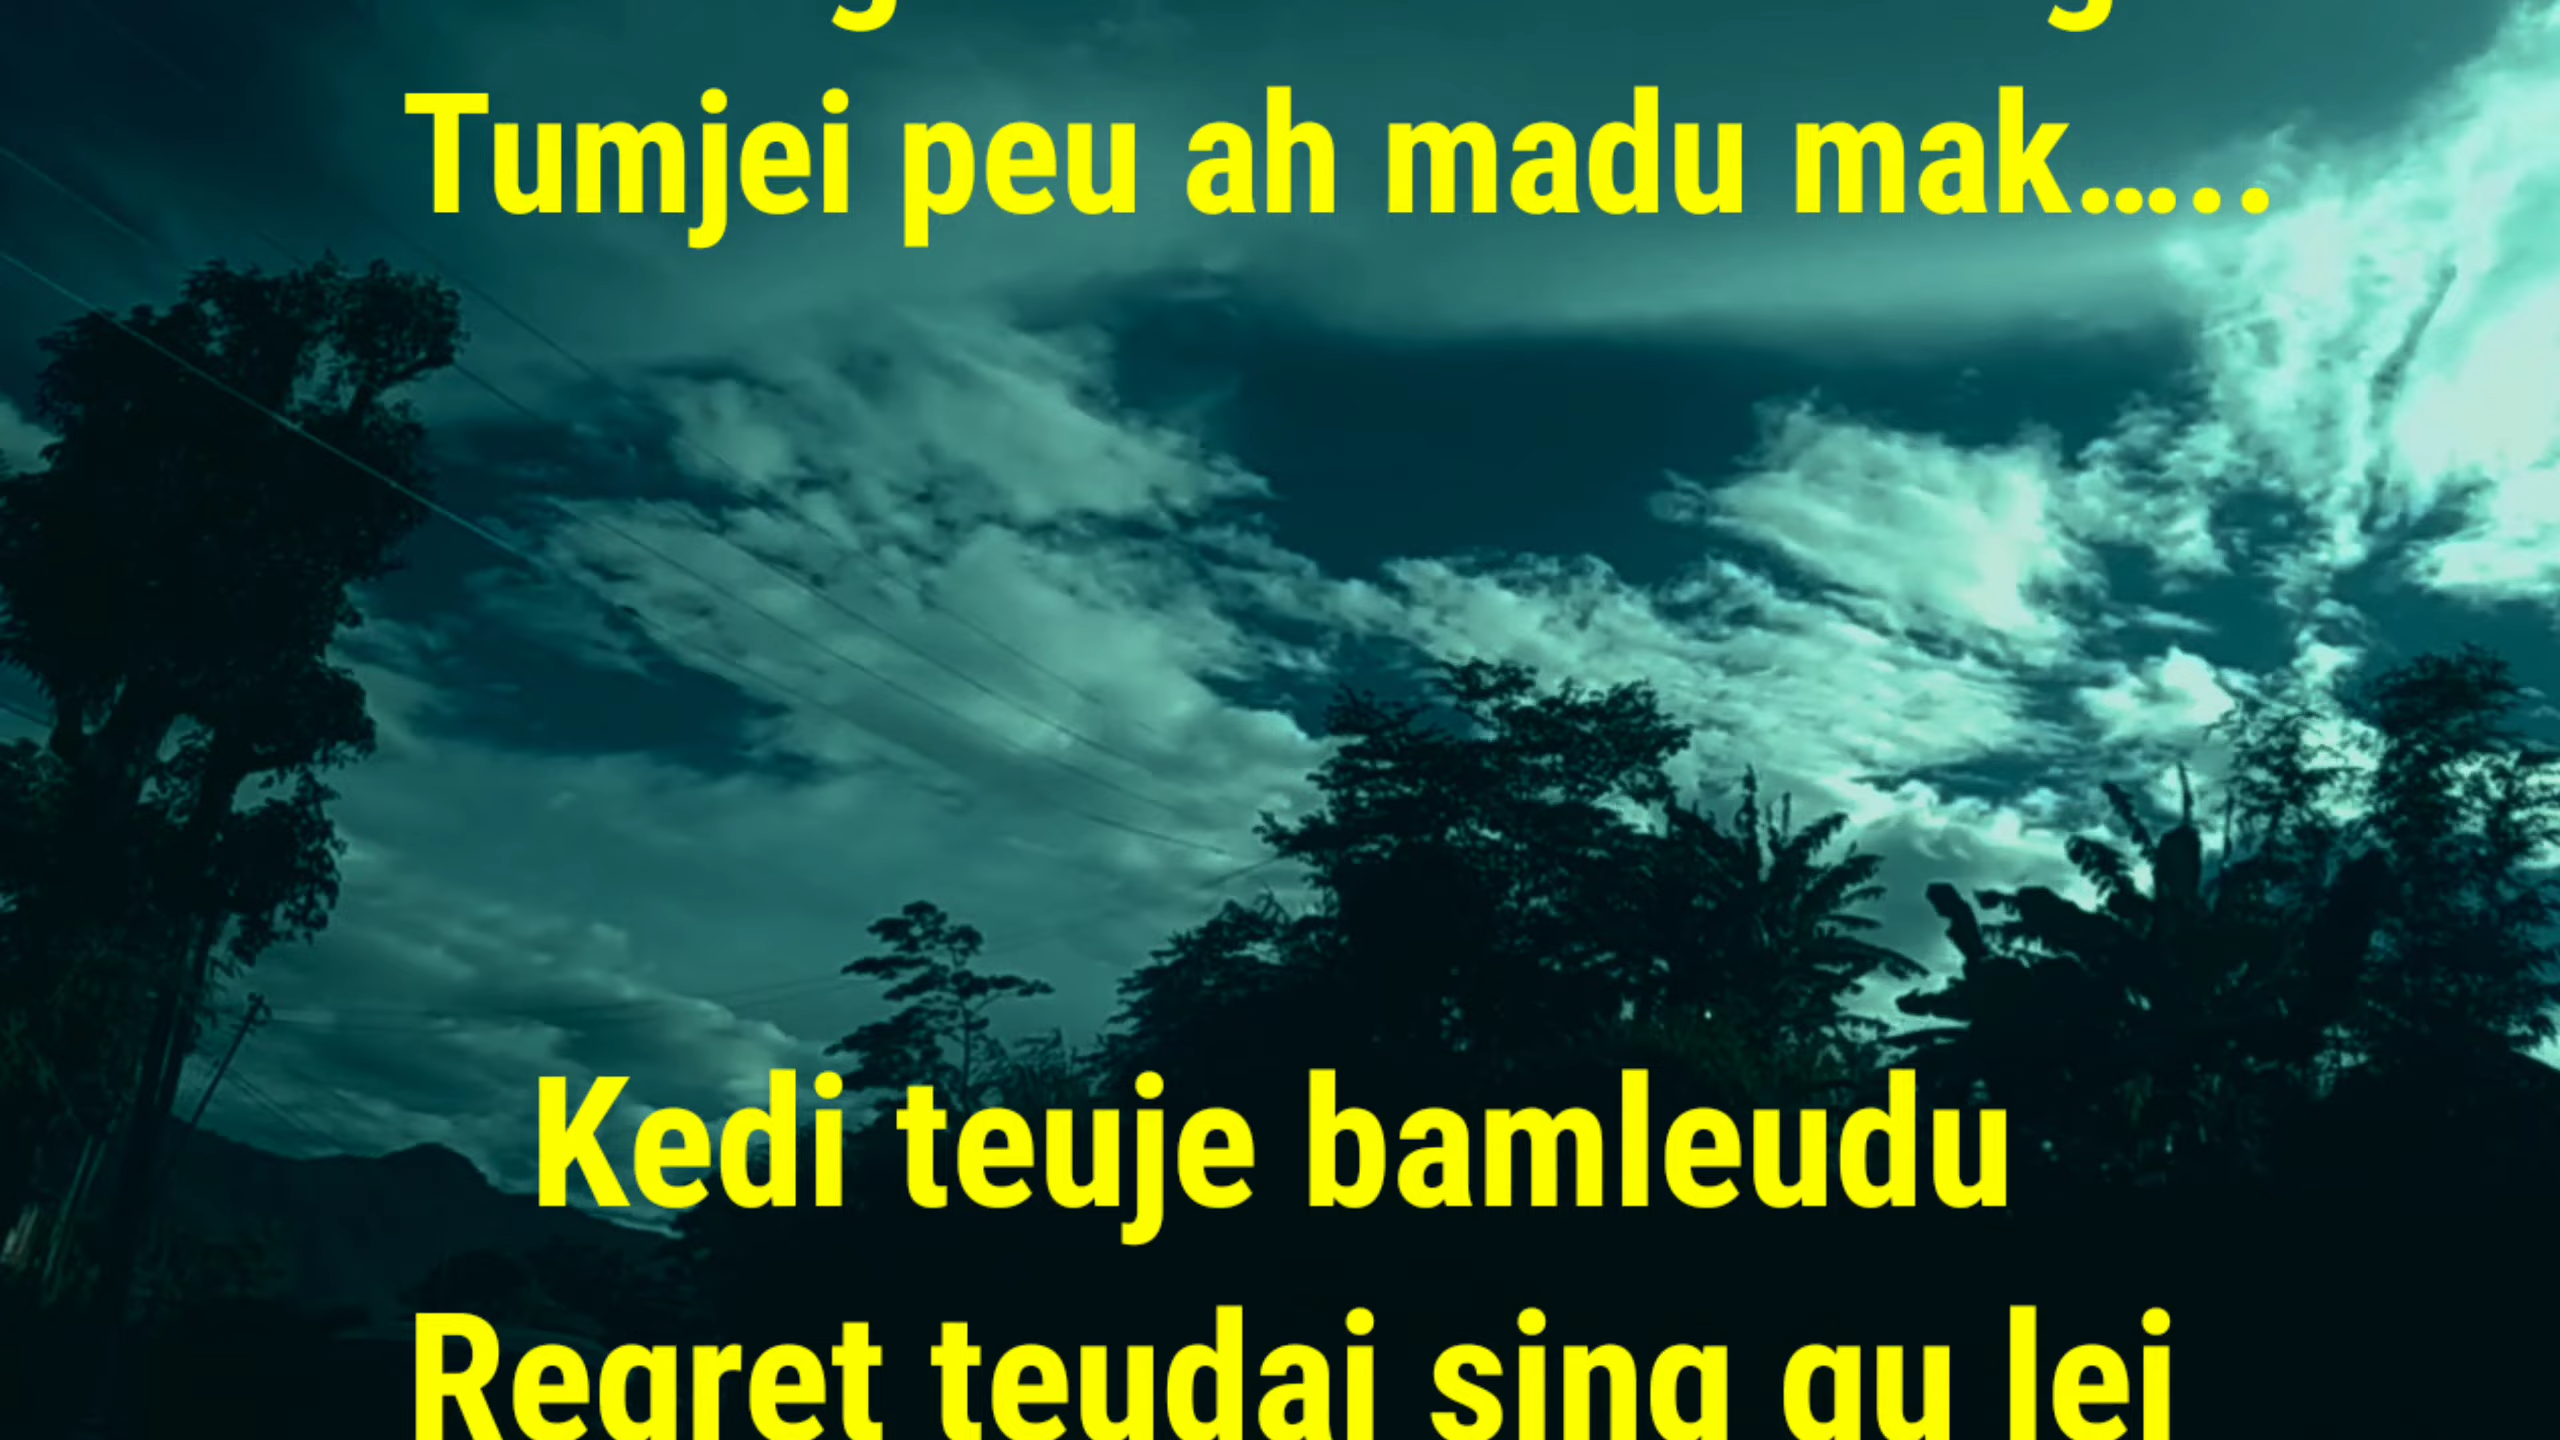 Tumjei peu ah madu mak.....
Kedi teuje bamleudu
Regret teudai sing gu lei